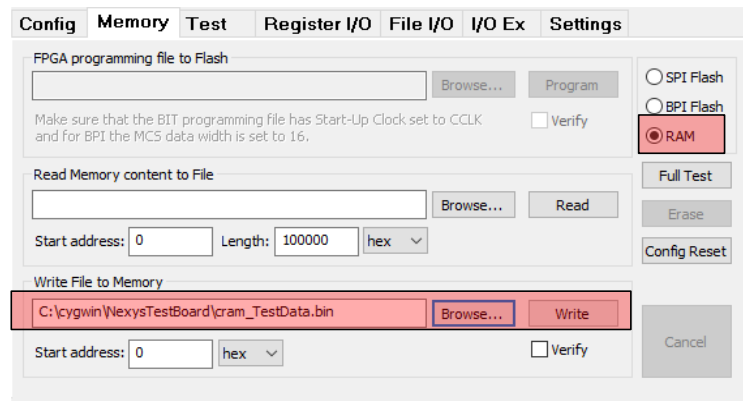 Config Memory Test Register I/O File I/O I/O Ex Settings
FPGA programming file to Flash
Browse... Program
Make sure that the BIT programming file has Start-Up Clock set to CCLK
and for BPI the MCS data width is set to 16.
Verify
SPI Flash
BPI Flash
RAM
Read Memory content to File
Browse... Read
Start address: 0 Length: 100000 hex
Full Test
Erase
Config Reset
Write File to Memory
C:\cygwin\NexysTestBoard\cram_TestData.bin Browse... Write
Start address: 0 hex Verify
Cancel